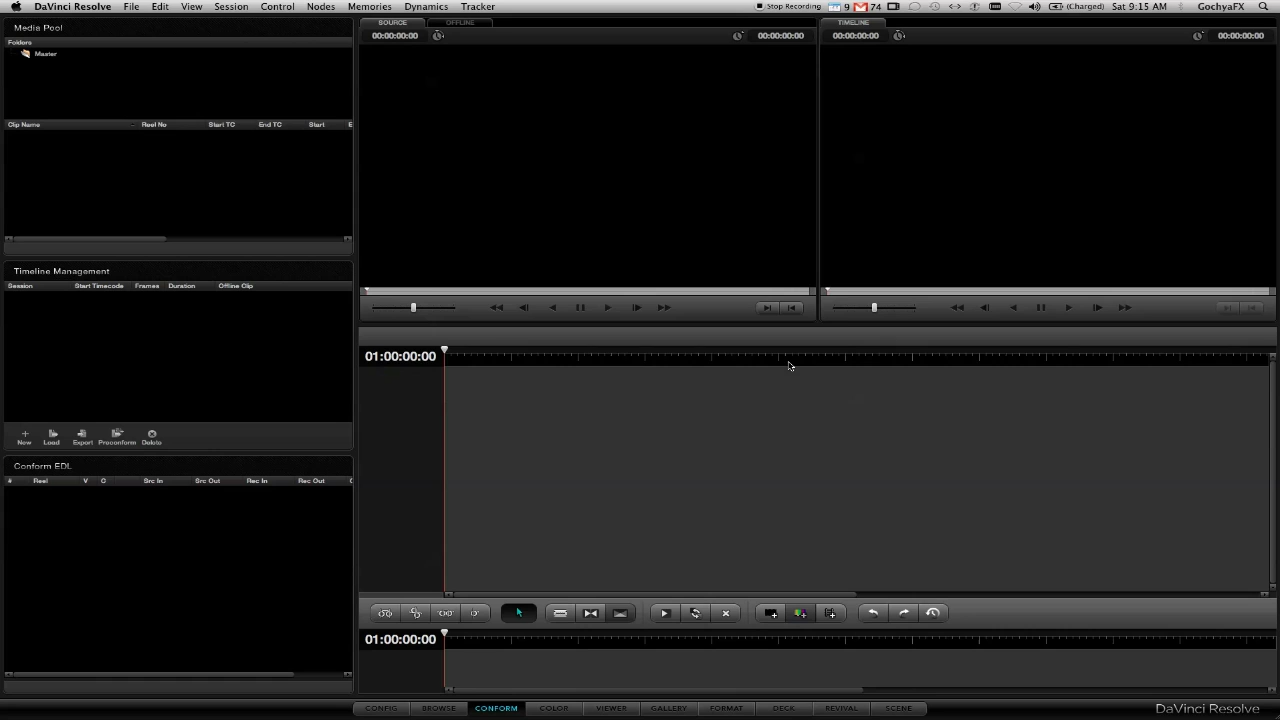 DaVinci Resolve File Edit View Session Control Nodes Memories Dynamics Tracker Stop Recording 9 74 (Charged) Sat 9:15 AM GochyaFX
Media Pool
Folders
Master
Clip Name Reel No Start TC End TC Start E
SOURCE OFFLINE TIMELINE
00:00:00:00 00:00:00:00 00:00:00:00 00:00:00:00
Timeline Management
Session Start Timecode Frames Duration Offline Clip
New Load Export Preconform Delete
Conform EDL
# Reel V C Src In Src Out Rec In Rec Out
01:00:00:00
01:00:00:00
CONFIG BROWSE CONFORM COLOR VIEWER GALLERY FORMAT DECK REVIVAL SCENE DaVinci Resolve